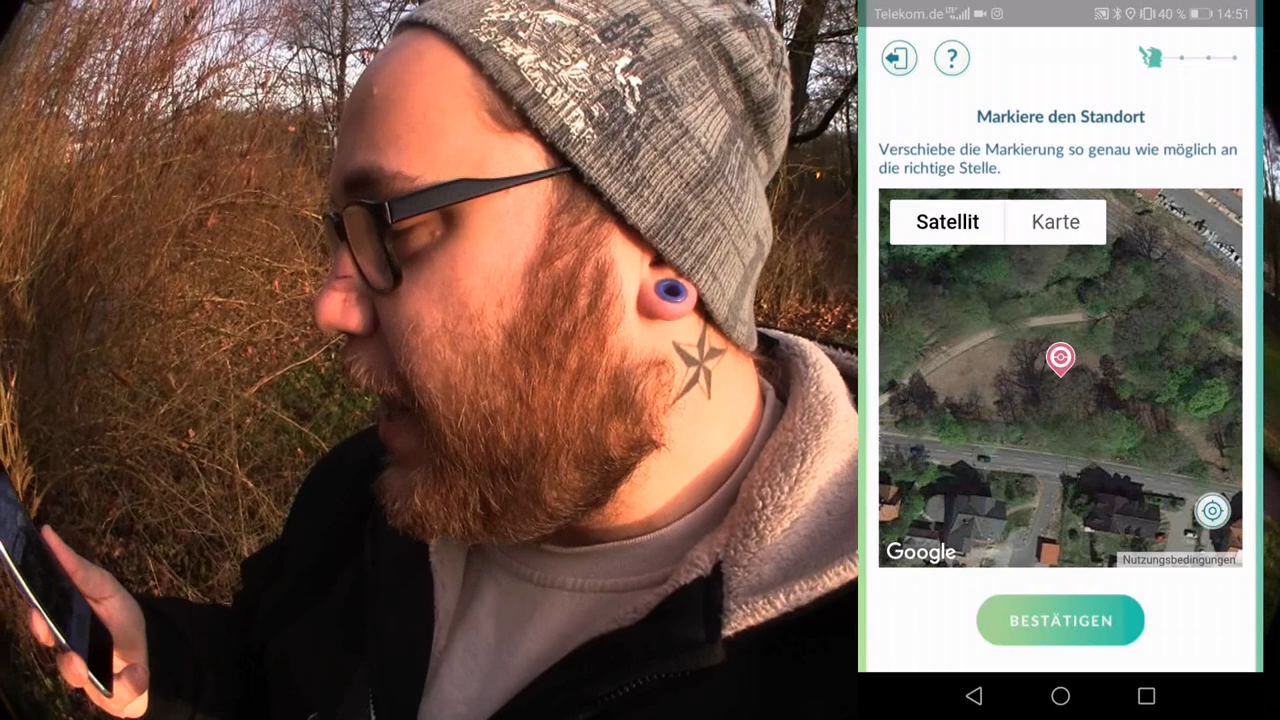 Telekom.de
40 %
14:51
?
Markiere den Standort
Verschiebe die Markierung so genau wie möglich an
die richtige Stelle.
Satellit
Karte
Google
Nutzungsbedingungen
BESTÄTIGEN